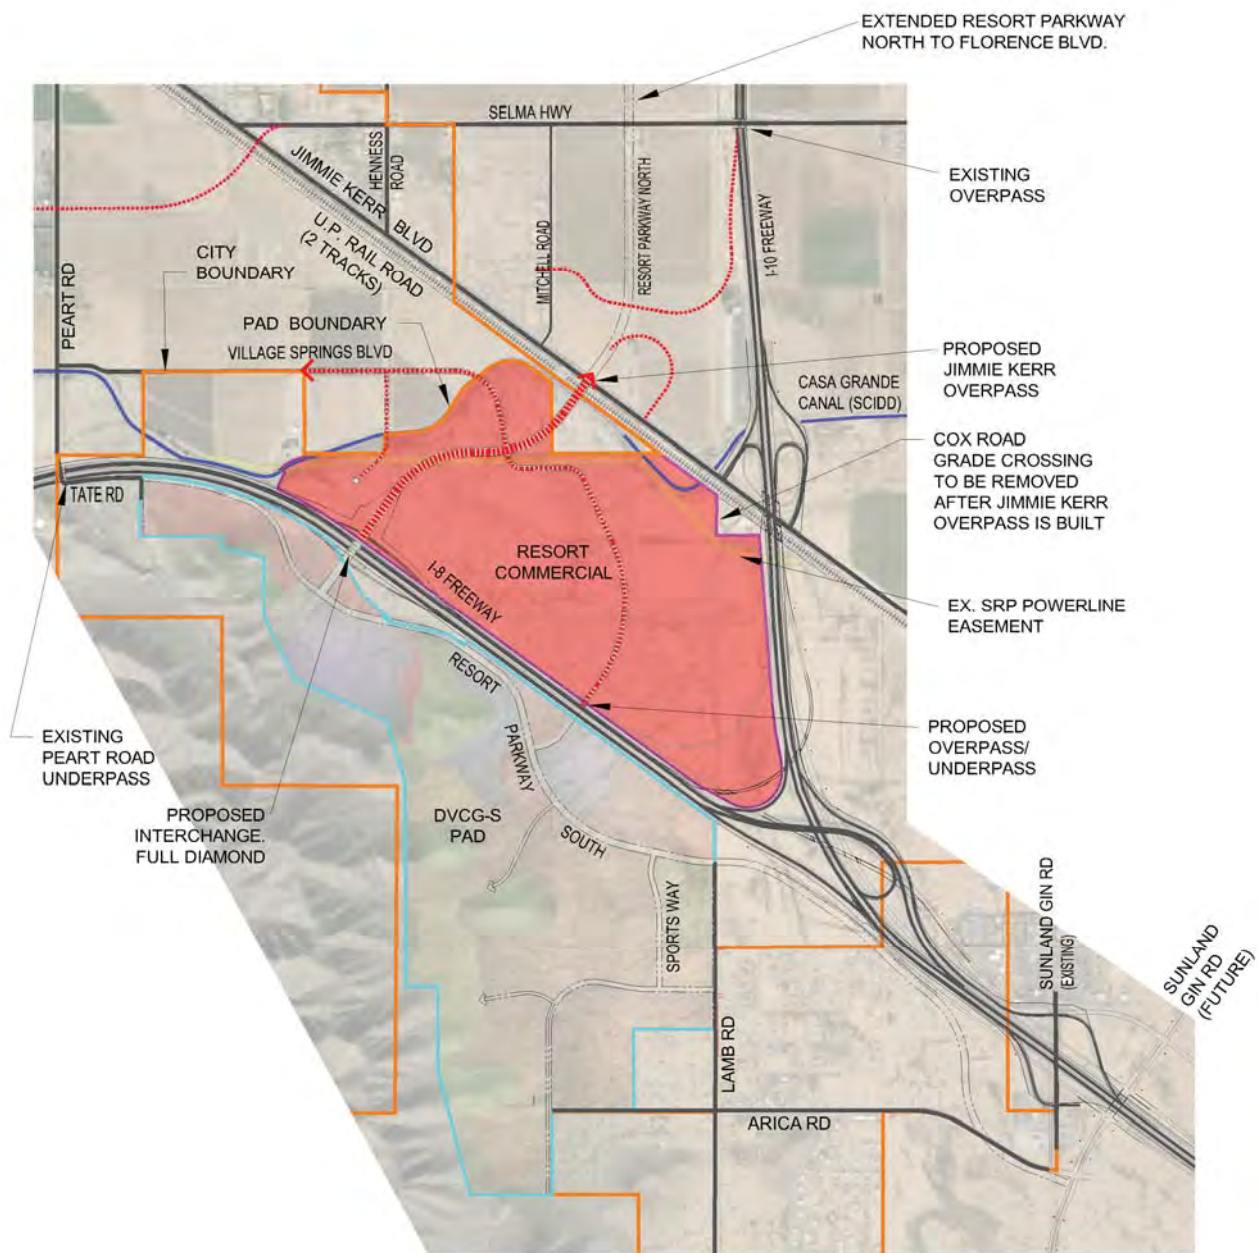 EXTENDED RESORT PARKWAY
NORTH TO FLORENCE BLVD.
SELMA HWY
HENNESS
ROAD
JIMMIE KERR BLVD
U.P. RAIL ROAD
(2 TRACKS)
MITCHELL ROAD
RESORT PARKWAY NORTH
I-10 FREEWAY
EXISTING
OVERPASS
PEART RD
CITY
BOUNDARY
PAD BOUNDARY
VILLAGE SPRINGS BLVD
PROPOSED
JIMMIE KERR
OVERPASS
CASA GRANDE
CANAL (SCIDD)
COX ROAD
GRADE CROSSING
TO BE REMOVED
AFTER JIMMIE KERR
OVERPASS IS BUILT
TATE RD
RESORT
COMMERCIAL
I-8 FREEWAY
EX. SRP POWERLINE
EASEMENT
RESORT
PARKWAY
SOUTH
EXISTING
PEART ROAD
UNDERPASS
PROPOSED
OVERPASS/
UNDERPASS
PROPOSED
INTERCHANGE.
FULL DIAMOND
DVCG-S
PAD
SPORTS WAY
SUNLAND GIN RD
(EXISTING)
SUNLAND
GIN RD
(FUTURE)
LAMB RD
ARICA RD